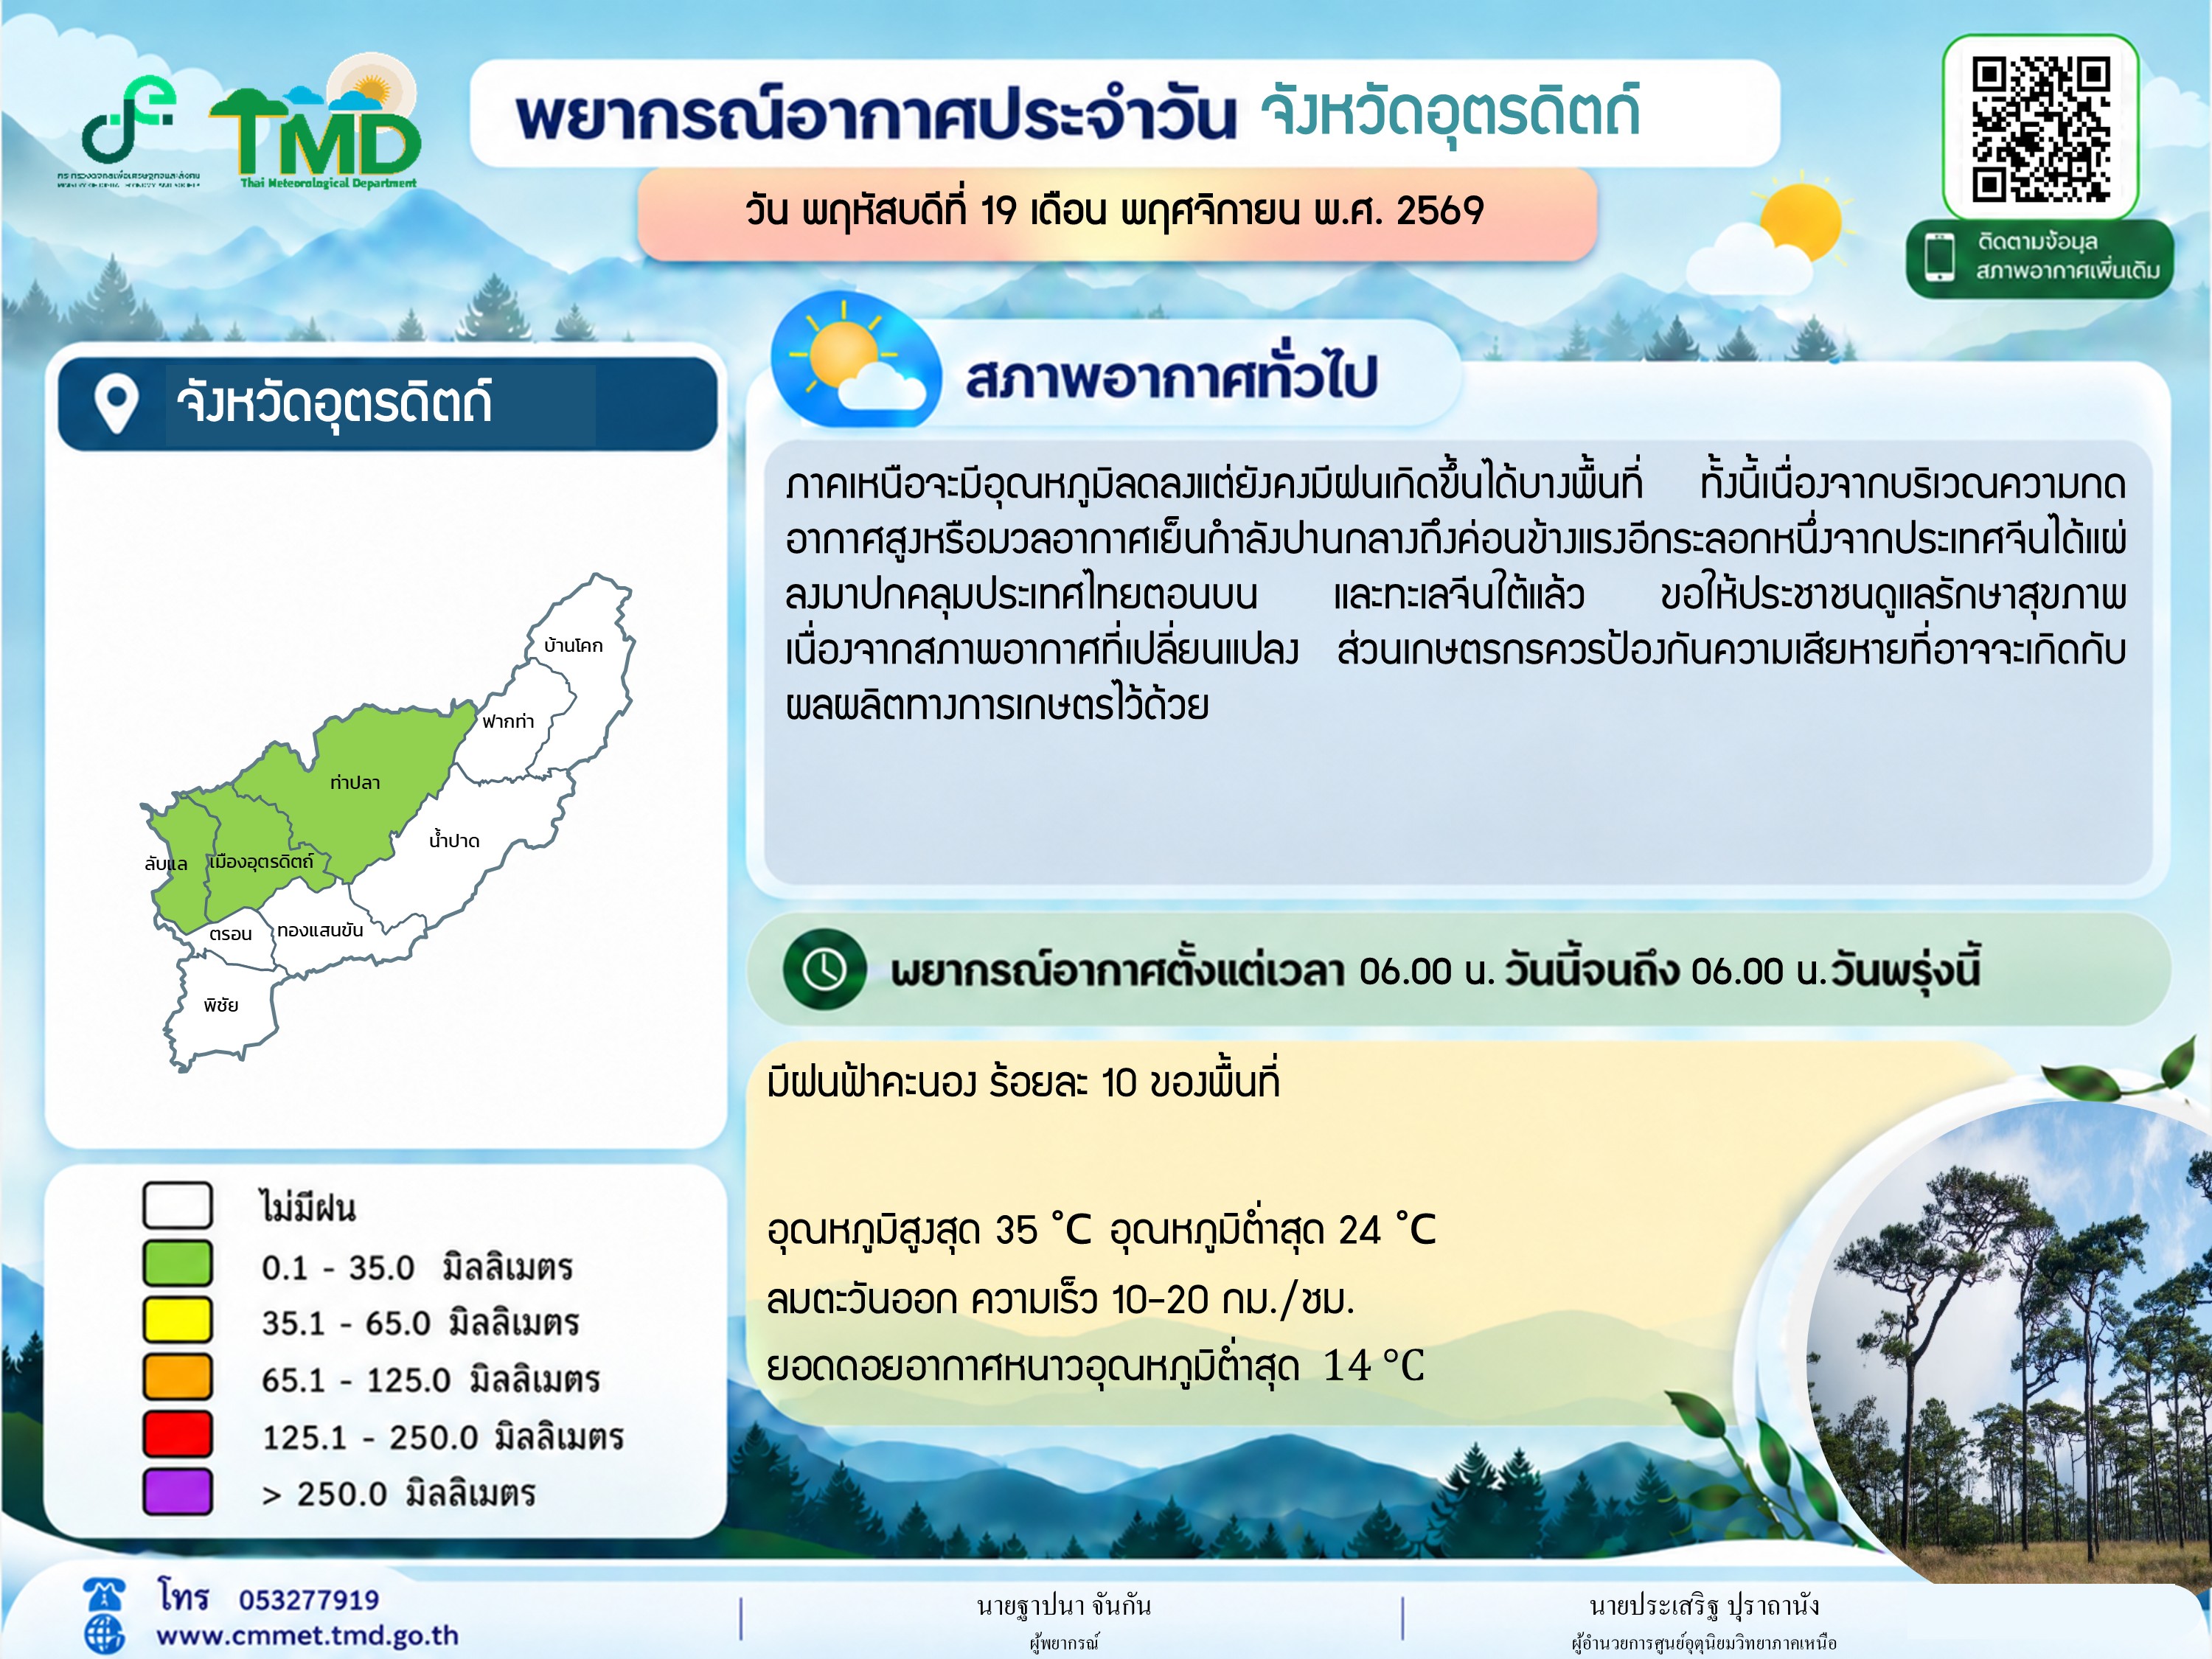 TMD
Thai Meteorological Department
พยากรณ์อากาศประจำวัน จังหวัดอุตรดิตถ์
วัน พฤหัสบดีที่ 19 เดือน พฤศจิกายน พ.ศ. 2569
ติดตามข้อมูล
สภาพอากาศเพิ่มเติม
จังหวัดอุตรดิตถ์
บ้านโคก
ฟากท่า
ท่าปลา
น้ำปาด
ลับแล
เมืองอุตรดิตถ์
ตรอน
ทองแสนขัน
พิชัย
ไม่มีฝน
0.1 - 35.0 มิลลิเมตร
35.1 - 65.0 มิลลิเมตร
65.1 - 125.0 มิลลิเมตร
125.1 - 250.0 มิลลิเมตร
> 250.0 มิลลิเมตร
สภาพอากาศทั่วไป
ภาคเหนือจะมีอุณหภูมิลดลงแต่ยังคงมีฝนเกิดขึ้นได้บางพื้นที่ ทั้งนี้เนื่องจากบริเวณความกด
อากาศสูงหรือมวลอากาศเย็นกำลังปานกลางถึงค่อนข้างแรงอีกระลอกหนึ่งจากประเทศจีนได้แผ่
ลงมาปกคลุมประเทศไทยตอนบน และทะเลจีนใต้แล้ว ขอให้ประชาชนดูแลรักษาสุขภาพ
เนื่องจากสภาพอากาศที่เปลี่ยนแปลง ส่วนเกษตรกรควรป้องกันความเสียหายที่อาจจะเกิดกับ
ผลผลิตทางการเกษตรไว้ด้วย
พยากรณ์อากาศตั้งแต่เวลา 06.00 น. วันนี้จนถึง 06.00 น. วันพรุ่งนี้
มีฝนฟ้าคะนอง ร้อยละ 10 ของพื้นที่
อุณหภูมิสูงสุด 35 °C อุณหภูมิต่ำสุด 24 °C
ลมตะวันออก ความเร็ว 10-20 กม./ชม.
ยอดดอยอากาศหนาวอุณหภูมิต่ำสุด 14 °C
โทร 053277919
www.cmmet.tmd.go.th
นายฐาปนา จันกัน
ผู้พยากรณ์
นายประเสริฐ ปุราถานัง
ผู้อำนวยการศูนย์อุตุนิยมวิทยาภาคเหนือ